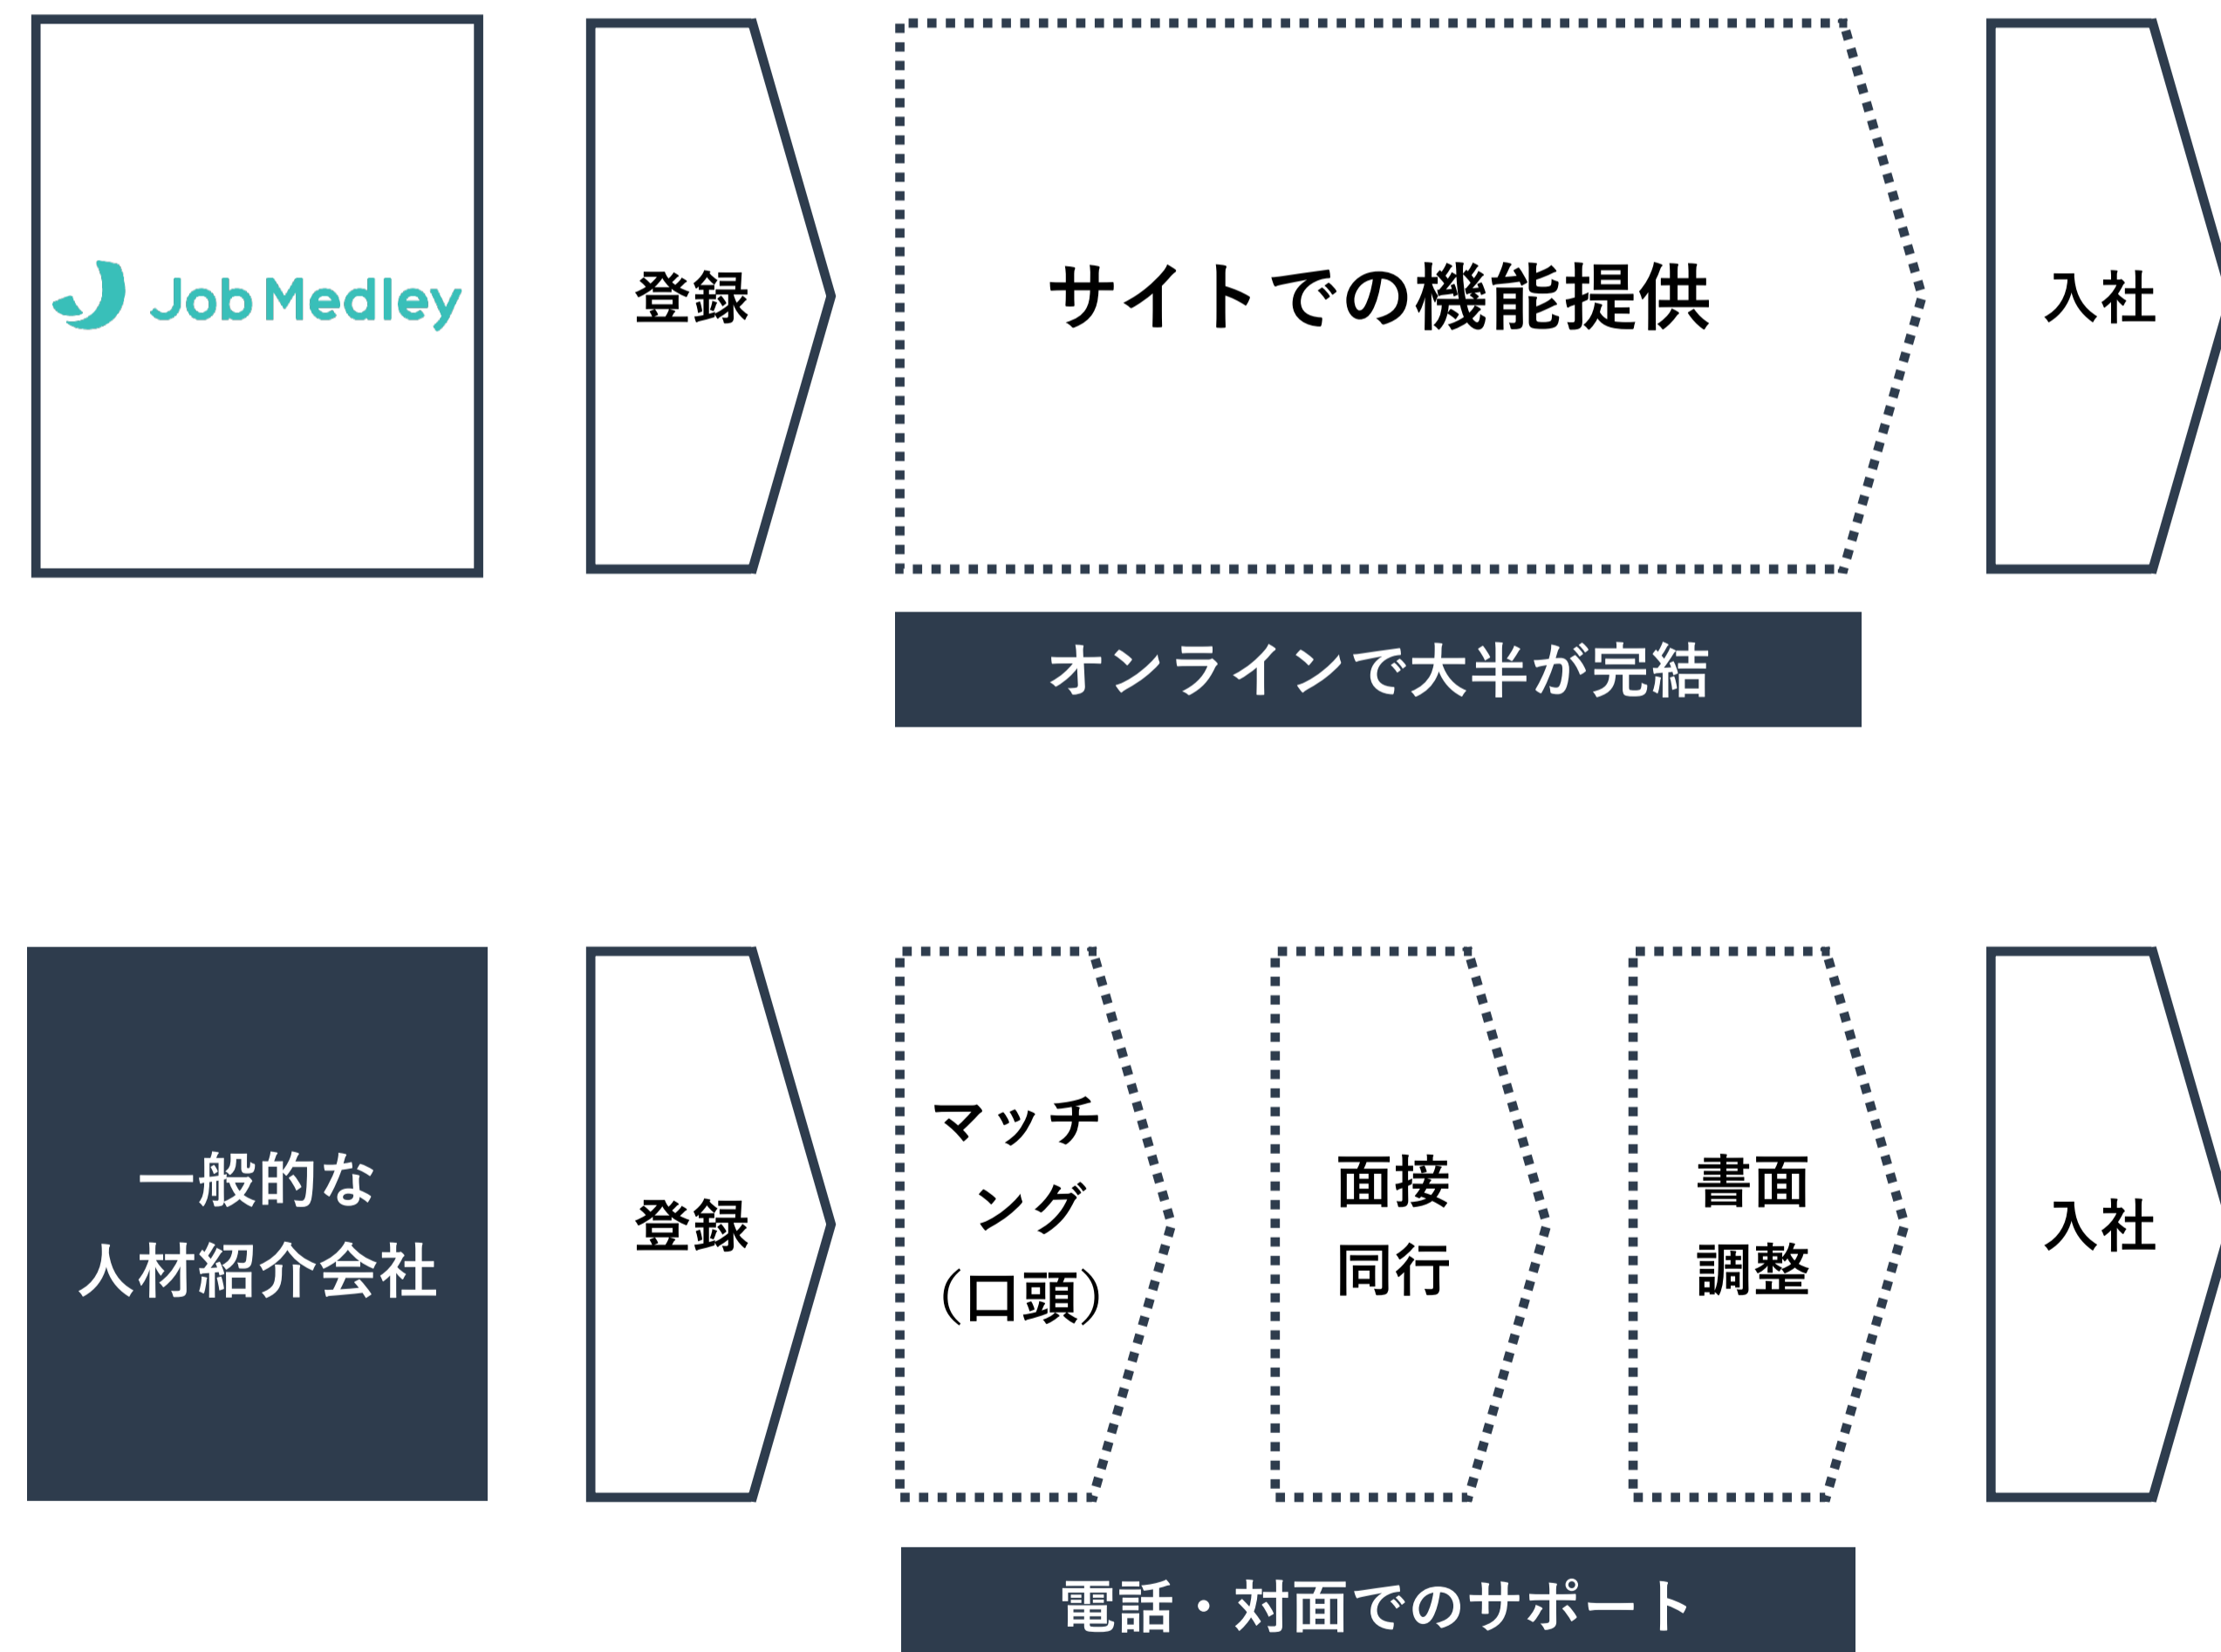 Job Medley
登録
サイトでの機能提供
入社
オンラインで大半が完結
一般的な
人材紹介会社
登録
マッチ
ング
（口頭）
面接
同行
書面
調整
入社
電話・対面でのサポート